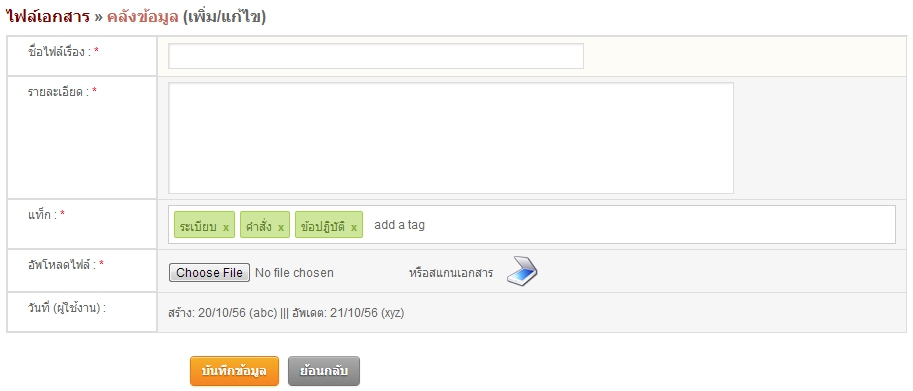 ไฟล์เอกสาร » คลังข้อมูล (เพิ่ม/แก้ไข)
ชื่อไฟล์เรื่อง : *
รายละเอียด : *
แท็ก : * ระเบียบ x คำสั่ง x ข้อปฏิบัติ x add a tag
อัพโหลดไฟล์ : * Choose File No file chosen หรือสแกนเอกสาร
วันที่ (ผู้ใช้งาน) : สร้าง: 20/10/56 (abc) ||| อัพเดต: 21/10/56 (xyz)
บันทึกข้อมูล ย้อนกลับ